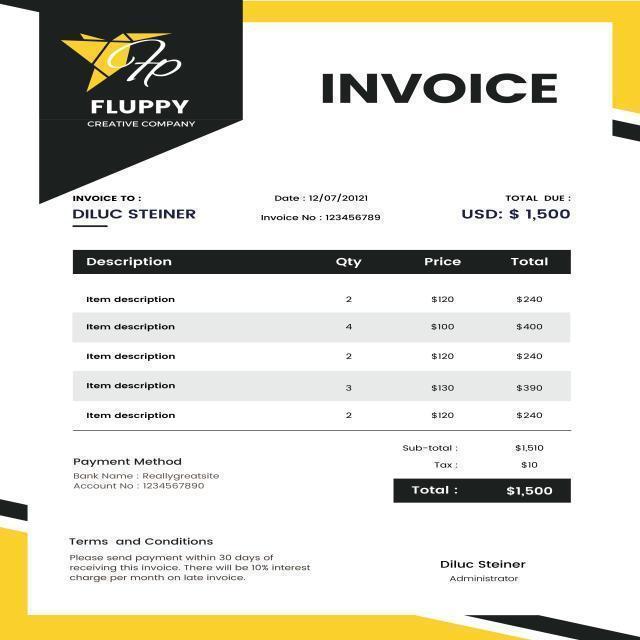 Fp
FLUPPY
CREATIVE COMPANY
INVOICE
INVOICE TO :
DILUC STEINER
Date : 12/07/20121
Invoice No : 123456789
TOTAL DUE :
USD: $ 1,500
Description Qty Price Total
Item description 2 $120 $240
Item description 4 $100 $400
Item description 2 $120 $240
Item description 3 $130 $390
Item description 2 $120 $240
Sub-total : $1,510
Tax : $10
Total : $1,500
Payment Method
Bank Name : Reallygreatsite
Account No : 1234567890
Terms and Conditions
Please send payment within 30 days of
receiving this invoice. There will be 10% interest
charge per month on late invoice.
Diluc Steiner
Administrator